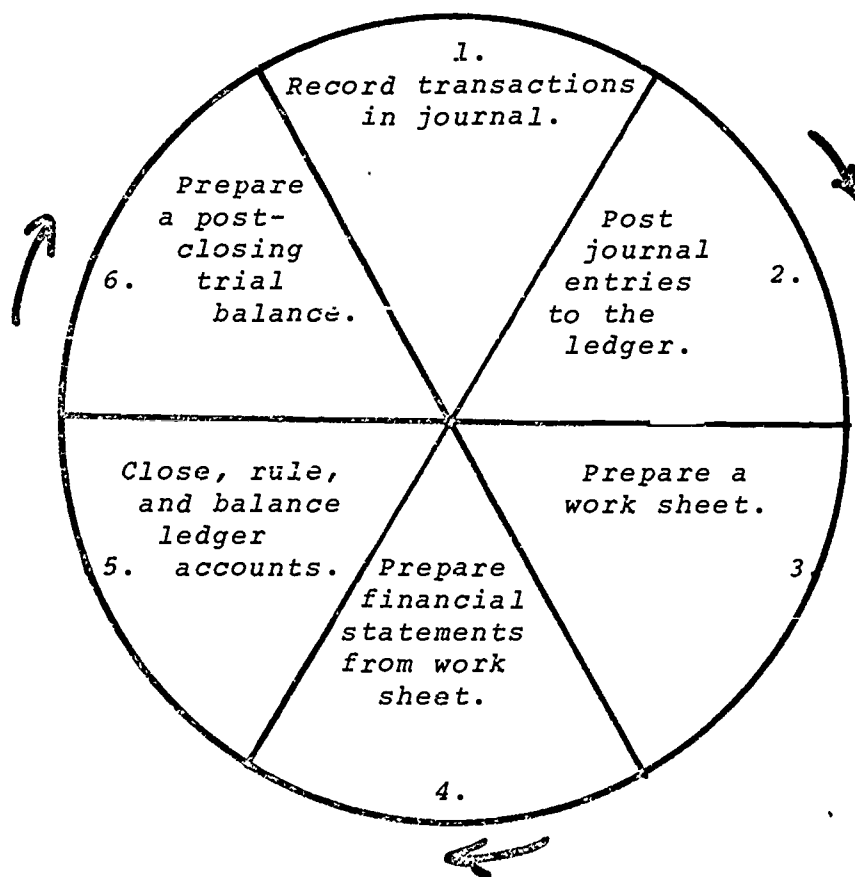 1.
Record transactions
in journal.
Post
journal
entries
to the
ledger.
2.
Prepare a
work sheet.
3.
Prepare
financial
statements
from work
sheet.
4.
Close, rule,
and balance
ledger
accounts.
5.
Prepare
a post-
closing
trial
balance.
6.